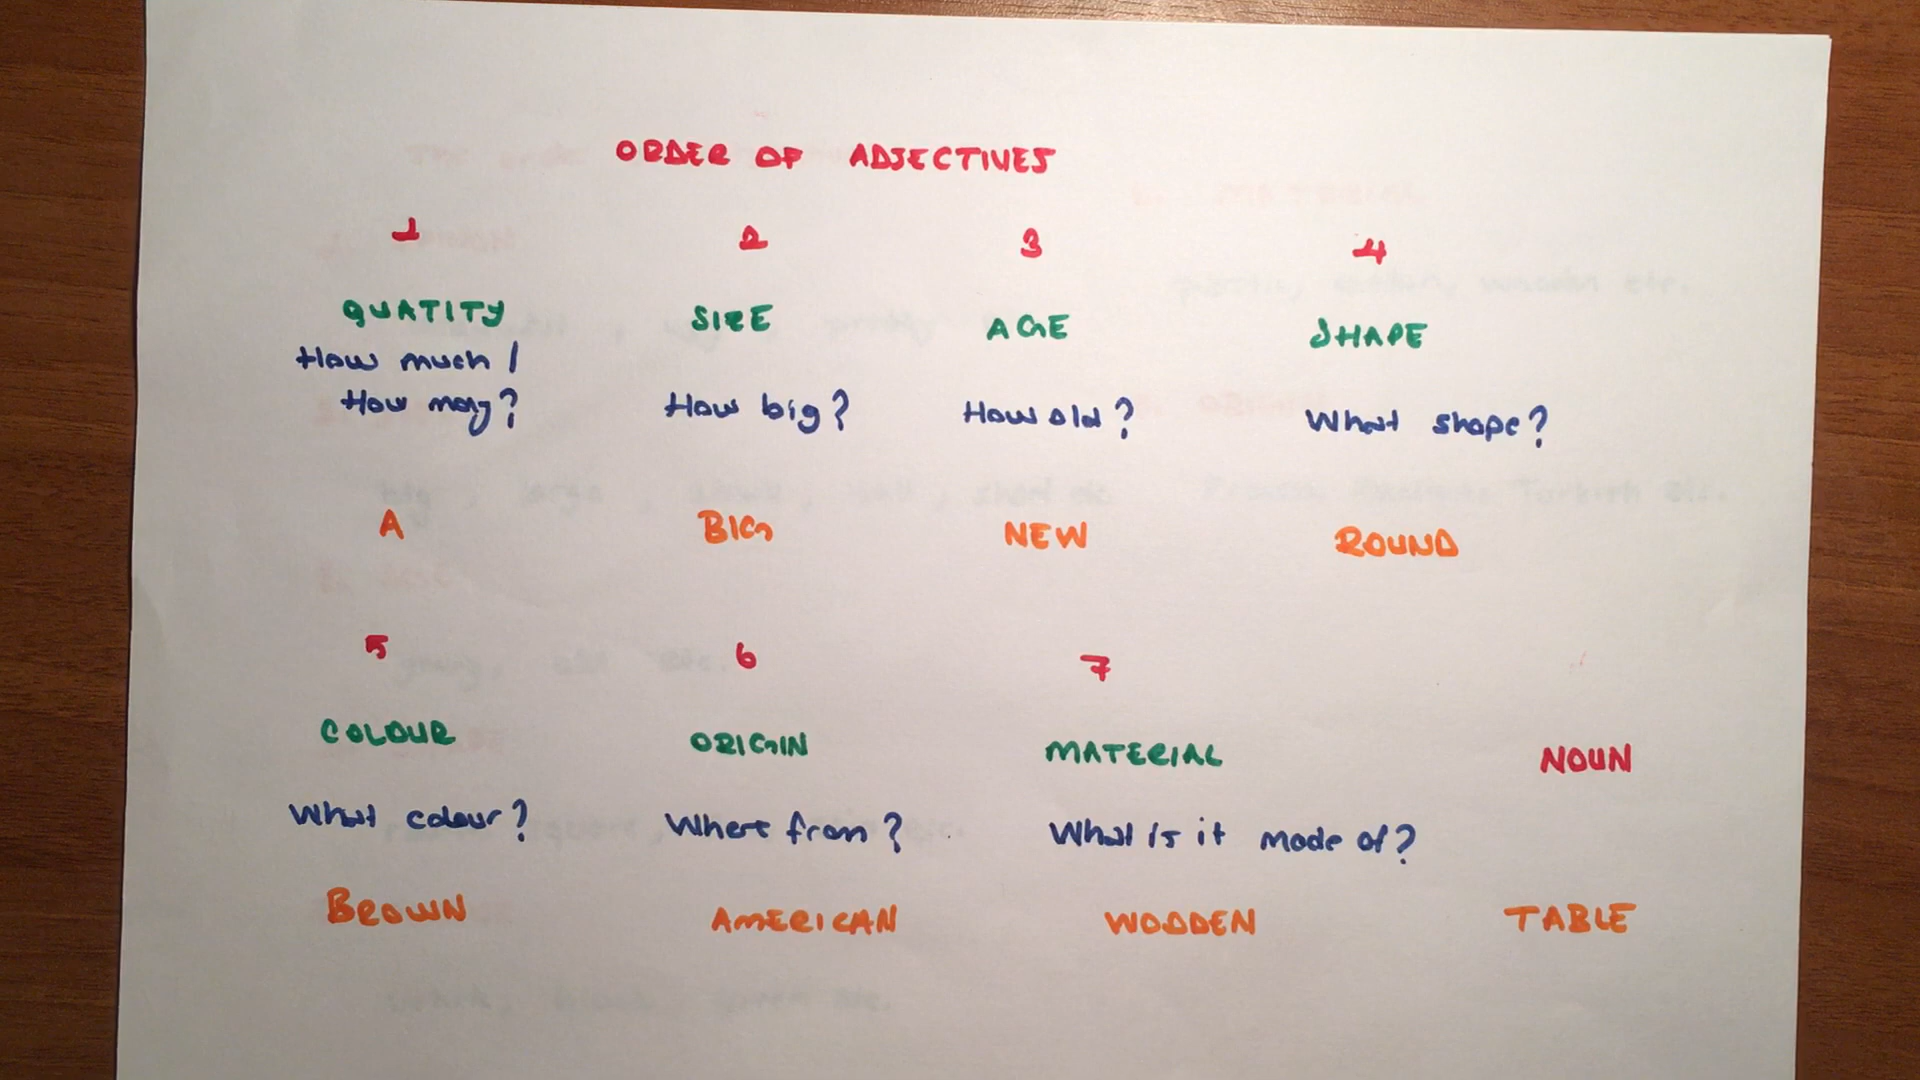 ORDER OF ADJECTIVES
1 2 3 4
QUATITY SIZE AGE SHAPE
How much /
How many? How big? How old? What shape?
A BIG NEW ROUND
5 6 7
COLOUR ORIGIN MATERIAL NOUN
What colour? Where from? What is it made of?
BROWN AMERICAN WOODEN TABLE